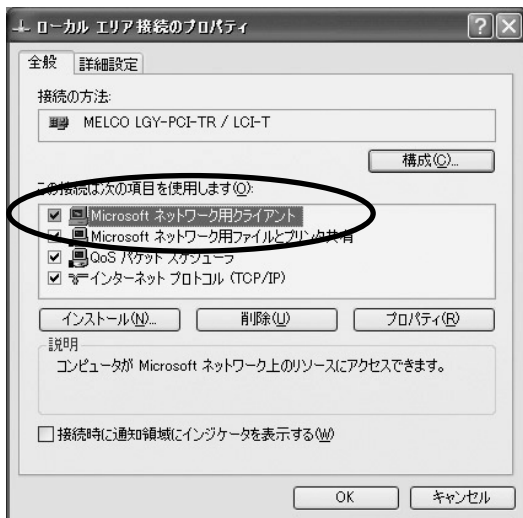 ローカル エリア接続のプロパティ
全般 詳細設定
接続の方法:
MELCO LGY-PCI-TR / LCI-T
構成(C)...
この接続は次の項目を使用します(O):
Microsoft ネットワーク用クライアント
Microsoft ネットワーク用ファイルとプリンタ共有
QoS パケット スケジューラ
インターネット プロトコル (TCP/IP)
インストール(N)... 削除(U) プロパティ(R)
説明
コンピュータが Microsoft ネットワーク上のリソースにアクセスできます。
接続時に通知領域にインジケータを表示する(W)
OK キャンセル